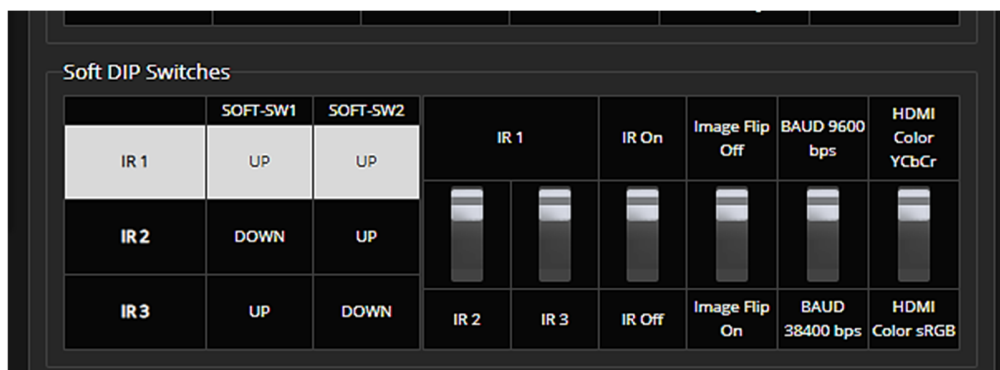 Soft DIP Switches
SOFT-SW1 SOFT-SW2
IR 1 UP UP
IR 2 DOWN UP
IR 3 UP DOWN
IR 1
IR On
Image Flip
Off
BAUD 9600
bps
HDMI
Color
YCbCr
IR 2
IR 3
IR Off
Image Flip
On
BAUD
38400 bps
HDMI
Color sRGB